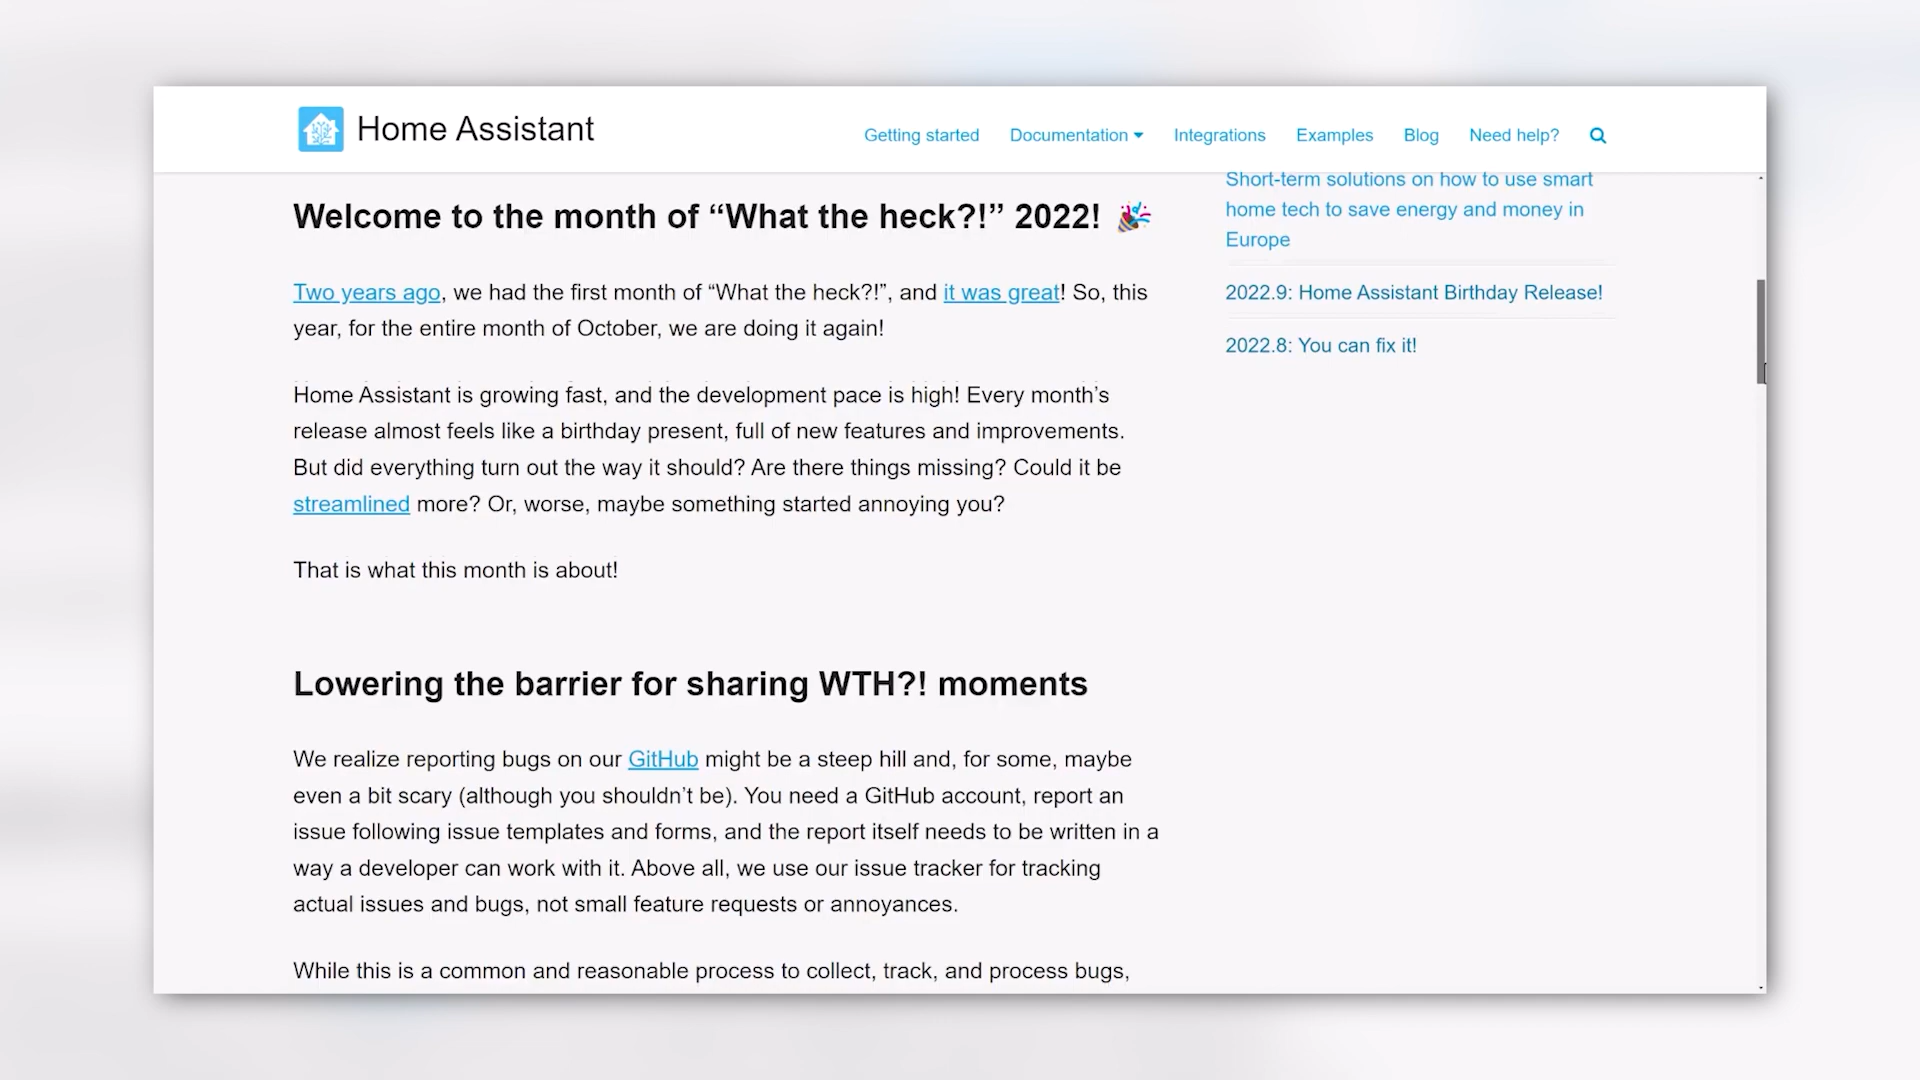 Home Assistant
Getting started Documentation Integrations Examples Blog Need help?
Welcome to the month of “What the heck?!” 2022! 🎉
Two years ago, we had the first month of “What the heck?!”, and it was great! So, this
year, for the entire month of October, we are doing it again!
Home Assistant is growing fast, and the development pace is high! Every month’s
release almost feels like a birthday present, full of new features and improvements.
But did everything turn out the way it should? Are there things missing? Could it be
streamlined more? Or, worse, maybe something started annoying you?
That is what this month is about!
Lowering the barrier for sharing WTH?! moments
We realize reporting bugs on our GitHub might be a steep hill and, for some, maybe
even a bit scary (although you shouldn’t be). You need a GitHub account, report an
issue following issue templates and forms, and the report itself needs to be written in a
way a developer can work with it. Above all, we use our issue tracker for tracking
actual issues and bugs, not small feature requests or annoyances.
While this is a common and reasonable process to collect, track, and process bugs,
Short-term solutions on how to use smart
home tech to save energy and money in
Europe
2022.9: Home Assistant Birthday Release!
2022.8: You can fix it!